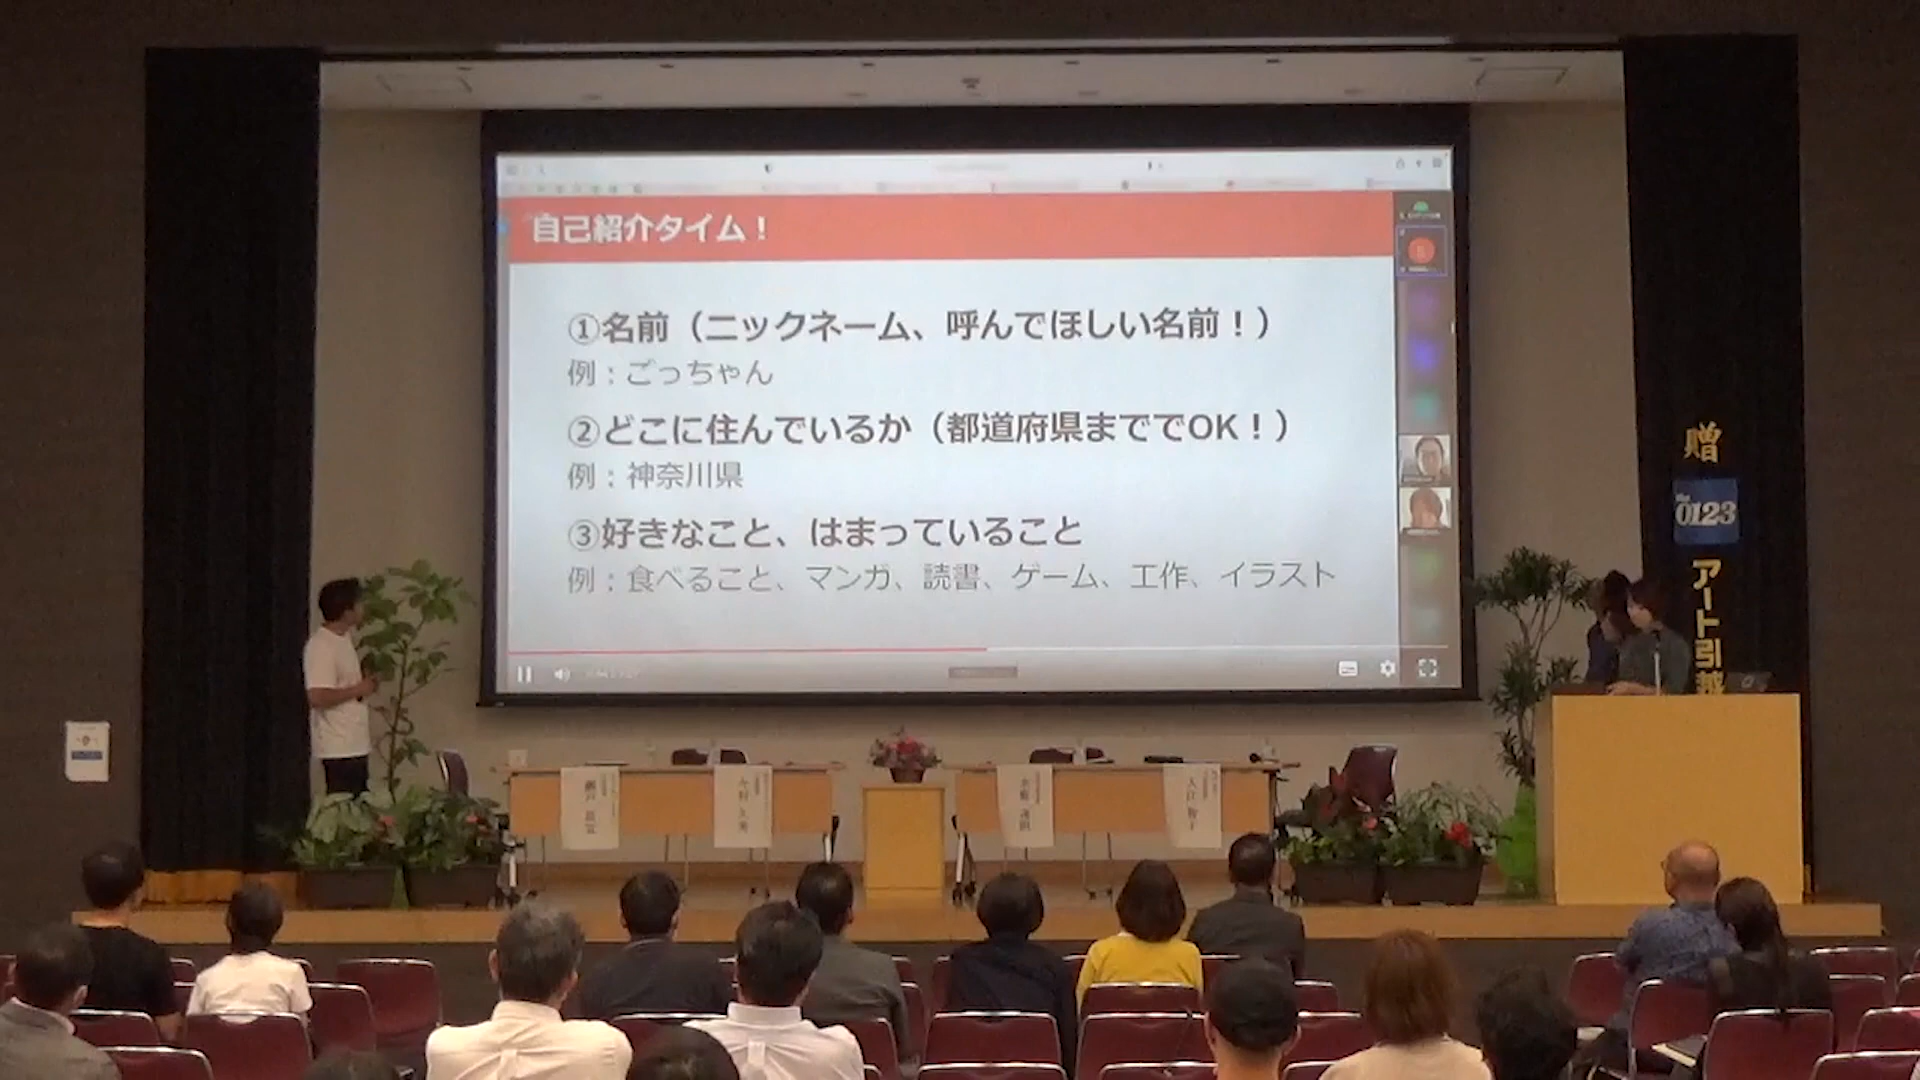 自己紹介タイム!
①名前(ニックネーム、呼んでほしい名前!)
例:ごっちゃん
②どこに住んでいるか(都道府県まででOK!)
例:神奈川県
③好きなこと、はまっていること
例:食べること、マンガ、読書、ゲーム、工作、イラスト
贈
0123
アート引越